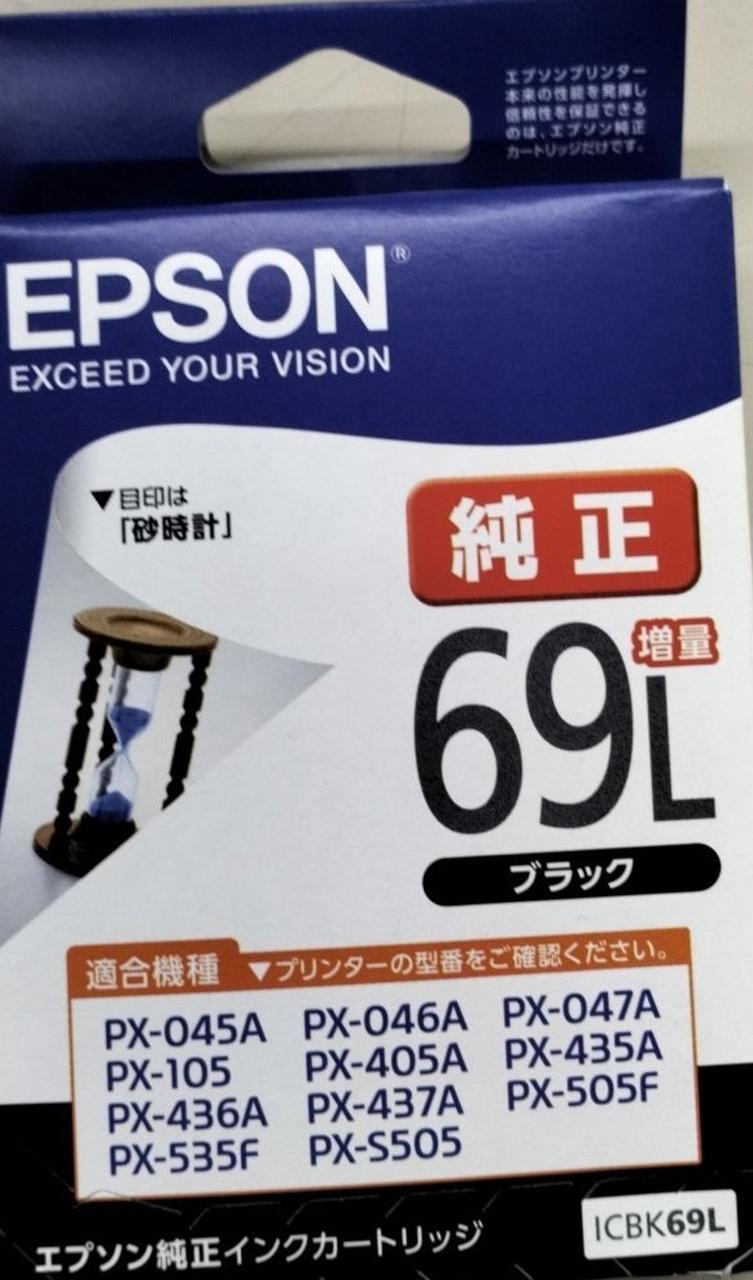 エプソンプリンター
本来の性能を発揮し
信頼性を保証できる
のは、エプソン純正
カートリッジだけです。
EPSON®
EXCEED YOUR VISION
▼目印は
「砂時計」
純正
69L 増量
ブラック
適合機種 ▼プリンターの型番をご確認ください。
PX-045A PX-046A PX-047A
PX-105 PX-405A PX-435A
PX-436A PX-437A PX-505F
PX-535F PX-S505
エプソン純正インクカートリッジ
ICBK69L